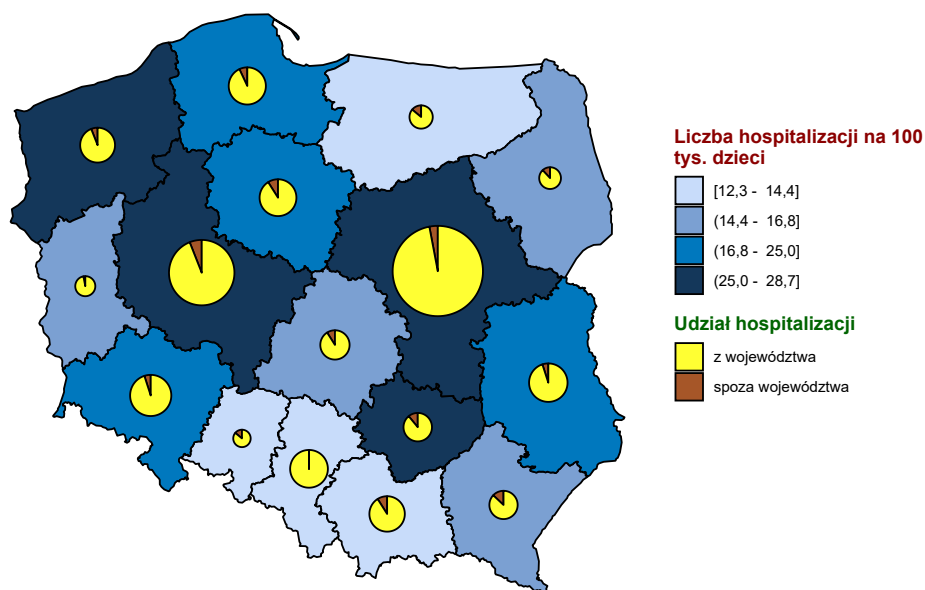 Liczba hospitalizacji na 100
tys. dzieci
[12,3 - 14,4]
(14,4 - 16,8]
(16,8 - 25,0]
(25,0 - 28,7]
Udział hospitalizacji
z województwa
spoza województwa